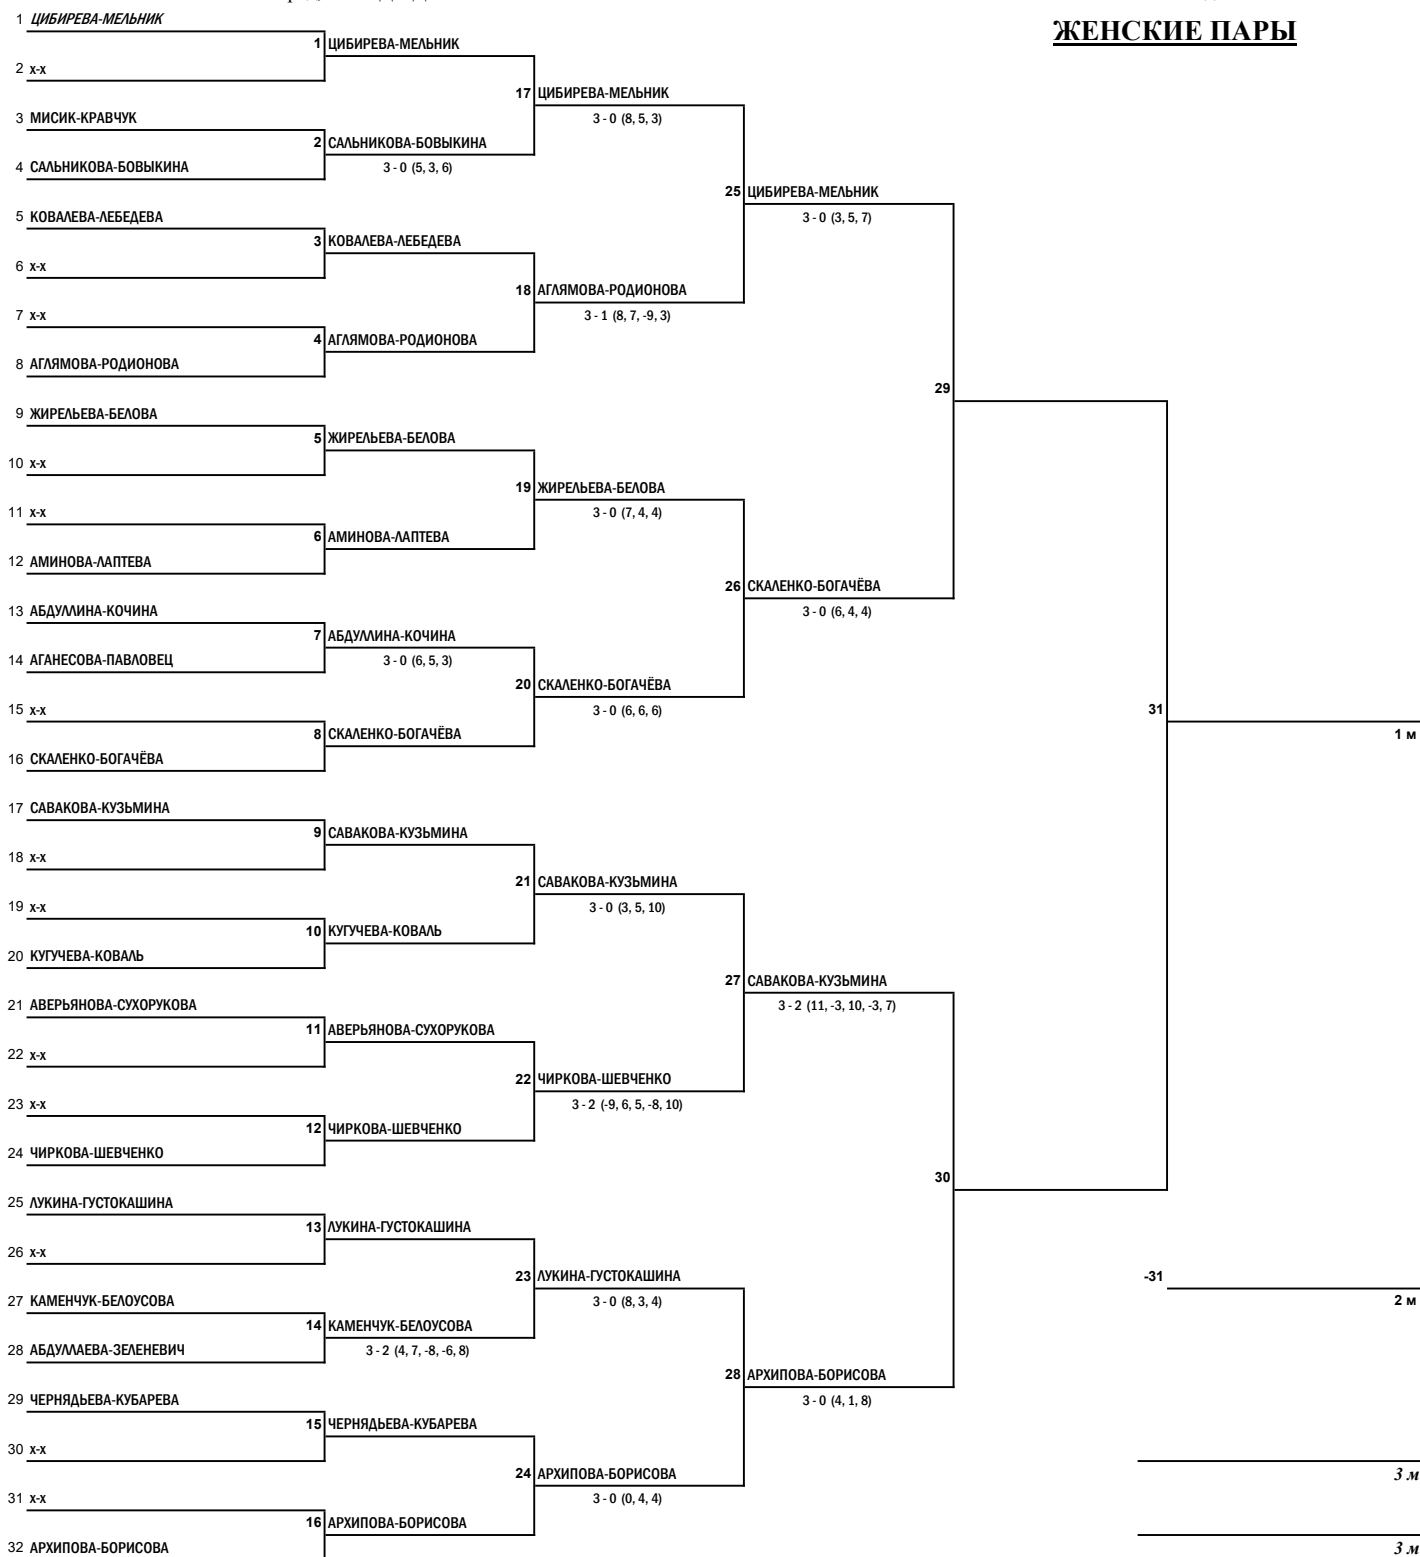 ЖЕНСКИЕ ПАРЫ
1 ЦИБИРЕВА-МЕЛЬНИК
1 ЦИБИРЕВА-МЕЛЬНИК
2 х-х
17 ЦИБИРЕВА-МЕЛЬНИК
3 - 0 (8, 5, 3)
3 МИСИК-КРАВЧУК
2 САЛЬНИКОВА-БОВЫКИНА
4 САЛЬНИКОВА-БОВЫКИНА
3 - 0 (5, 3, 6)
25 ЦИБИРЕВА-МЕЛЬНИК
3 - 0 (3, 5, 7)
5 КОВАЛЕВА-ЛЕБЕДЕВА
3 КОВАЛЕВА-ЛЕБЕДЕВА
6 х-х
18 АГЛЯМОВА-РОДИОНОВА
3 - 1 (8, 7, -9, 3)
7 х-х
4 АГЛЯМОВА-РОДИОНОВА
8 АГЛЯМОВА-РОДИОНОВА
29
9 ЖИРЕЛЬЕВА-БЕЛОВА
5 ЖИРЕЛЬЕВА-БЕЛОВА
10 х-х
19 ЖИРЕЛЬЕВА-БЕЛОВА
3 - 0 (7, 4, 4)
11 х-х
6 АМИНОВА-ЛАПТЕВА
12 АМИНОВА-ЛАПТЕВА
26 СКАЛЕНКО-БОГАЧЁВА
3 - 0 (6, 4, 4)
13 АБДУЛЛИНА-КОЧИНА
7 АБДУЛЛИНА-КОЧИНА
14 АГАНЕСОВА-ПАВЛОВЕЦ
3 - 0 (6, 5, 3)
20 СКАЛЕНКО-БОГАЧЁВА
3 - 0 (6, 6, 6)
15 х-х
31
8 СКАЛЕНКО-БОГАЧЁВА
1 м
16 СКАЛЕНКО-БОГАЧЁВА
17 САВАКОВА-КУЗЬМИНА
9 САВАКОВА-КУЗЬМИНА
18 х-х
21 САВАКОВА-КУЗЬМИНА
3 - 0 (3, 5, 10)
19 х-х
10 КУГУЧЕВА-КОВАЛЬ
20 КУГУЧЕВА-КОВАЛЬ
27 САВАКОВА-КУЗЬМИНА
3 - 2 (11, -3, 10, -3, 7)
21 АВЕРЬЯНОВА-СУХОРУКОВА
11 АВЕРЬЯНОВА-СУХОРУКОВА
22 х-х
22 ЧИРКОВА-ШЕВЧЕНКО
3 - 2 (-9, 6, 5, -8, 10)
23 х-х
12 ЧИРКОВА-ШЕВЧЕНКО
24 ЧИРКОВА-ШЕВЧЕНКО
30
25 ЛУКИНА-ГУСТОКАШИНА
13 ЛУКИНА-ГУСТОКАШИНА
26 х-х
23 ЛУКИНА-ГУСТОКАШИНА
-31
3 - 0 (8, 3, 4)
2 м
27 КАМЕНЧУК-БЕЛОУСОВА
14 КАМЕНЧУК-БЕЛОУСОВА
28 АБДУЛЛАЕВА-ЗЕЛЕНЕВИЧ
3 - 2 (4, 7, -8, -6, 8)
28 АРХИПОВА-БОРИСОВА
3 - 0 (4, 1, 8)
29 ЧЕРНЯДЬЕВА-КУБАРЕВА
15 ЧЕРНЯДЬЕВА-КУБАРЕВА
30 х-х
24 АРХИПОВА-БОРИСОВА
3 м
3 - 0 (0, 4, 4)
31 х-х
16 АРХИПОВА-БОРИСОВА
32 АРХИПОВА-БОРИСОВА
3 м